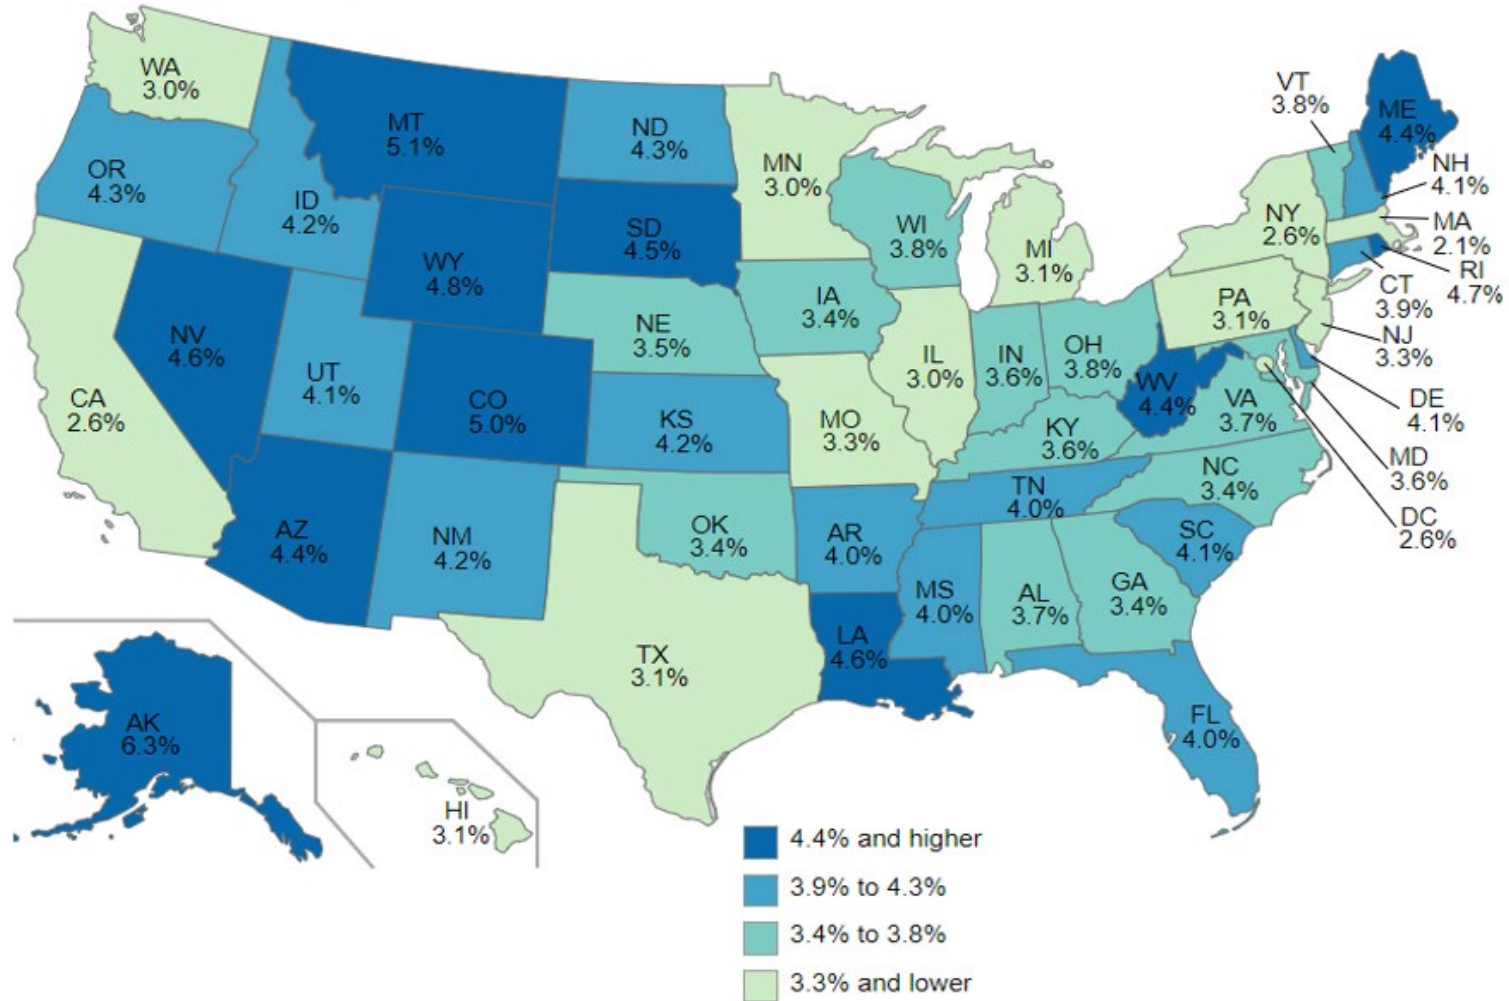 WA
3.0%
OR
4.3%
CA
2.6%
ID
4.2%
NV
4.6%
MT
5.1%
WY
4.8%
UT
4.1%
AZ
4.4%
CO
5.0%
NM
4.2%
ND
4.3%
SD
4.5%
NE
3.5%
KS
4.2%
OK
3.4%
TX
3.1%
MN
3.0%
IA
3.4%
MO
3.3%
AR
4.0%
LA
4.6%
WI
3.8%
IL
3.0%
MI
3.1%
IN
3.6%
OH
3.8%
KY
3.6%
TN
4.0%
MS
4.0%
AL
3.7%
GA
3.4%
FL
4.0%
SC
4.1%
NC
3.4%
VA
3.7%
WV
4.4%
PA
3.1%
NY
2.6%
VT
3.8%
ME
4.4%
NH
4.1%
MA
2.1%
RI
4.7%
CT
3.9%
NJ
3.3%
DE
4.1%
MD
3.6%
DC
2.6%
AK
6.3%
HI
3.1%
4.4% and higher
3.9% to 4.3%
3.4% to 3.8%
3.3% and lower